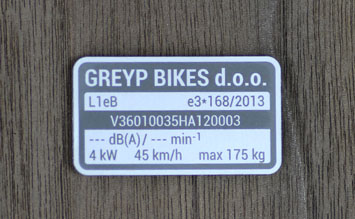 GREYP BIKES d.o.o.
L1eB e3*168/2013
V36010035HA120003
--- dB(A)/ --- min⁻¹
4 kW 45 km/h max 175 kg